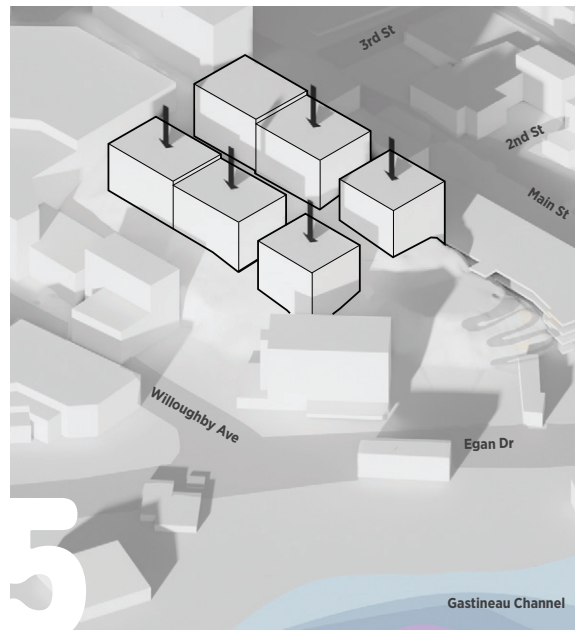 3rd St
2nd St
Main St
Willoughby Ave
Egan Dr
5
Gastineau Channel